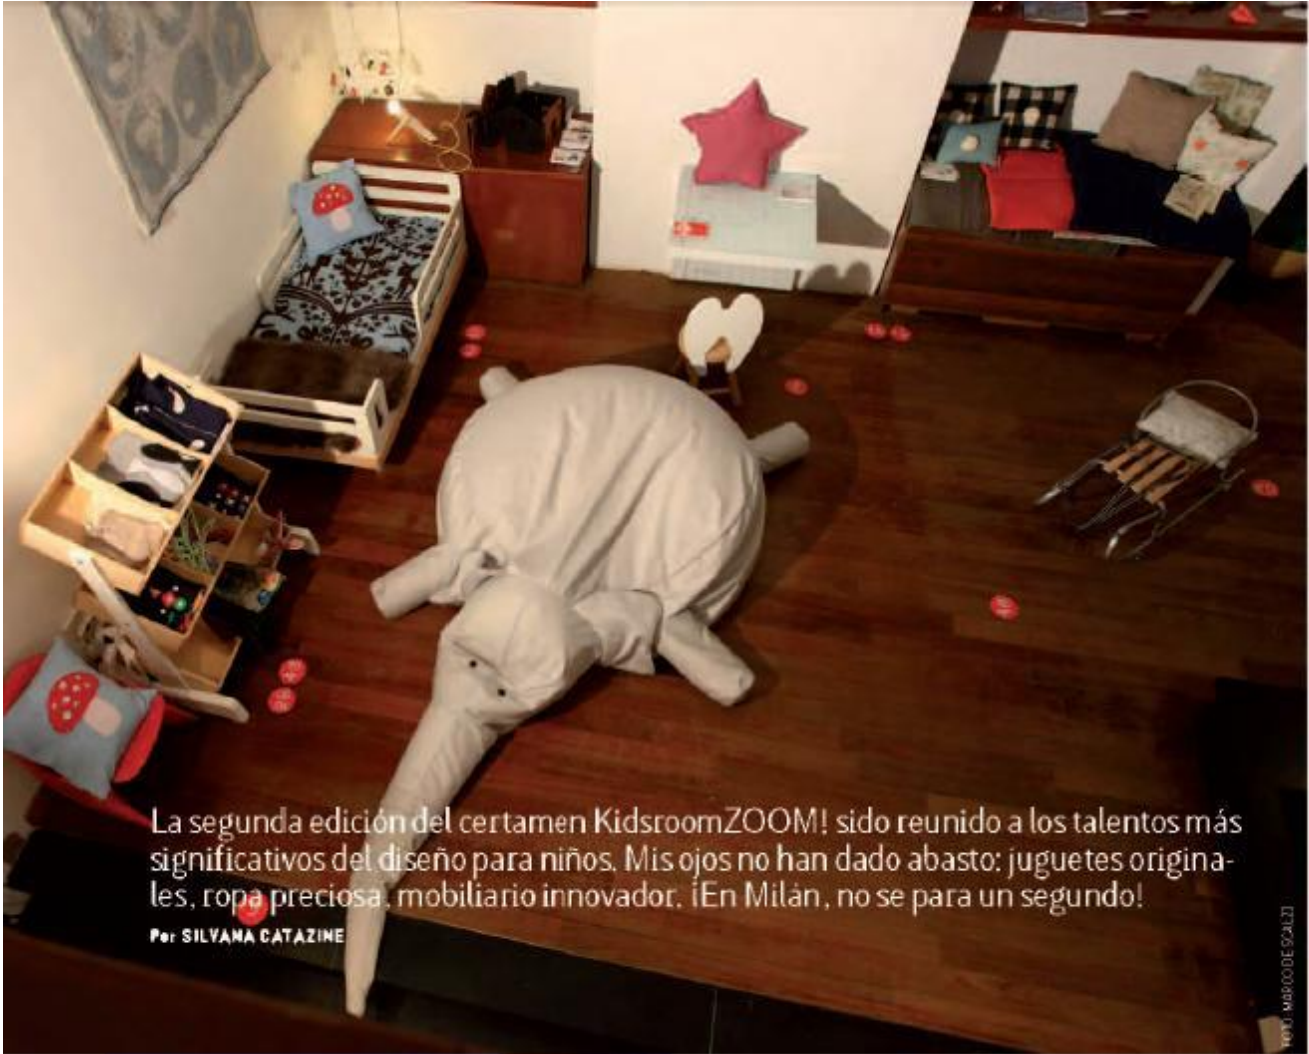 La segunda edición del certamen KidsroomZOOM! sido reunido a los talentos más
significativos del diseño para niños. Mis ojos no han dado abasto: juguetes origina-
les, ropa preciosa, mobiliario innovador. ¡En Milán, no se para un segundo!
Por SILVANA CATAZINE
FOTO: MARCO DE SCALZI